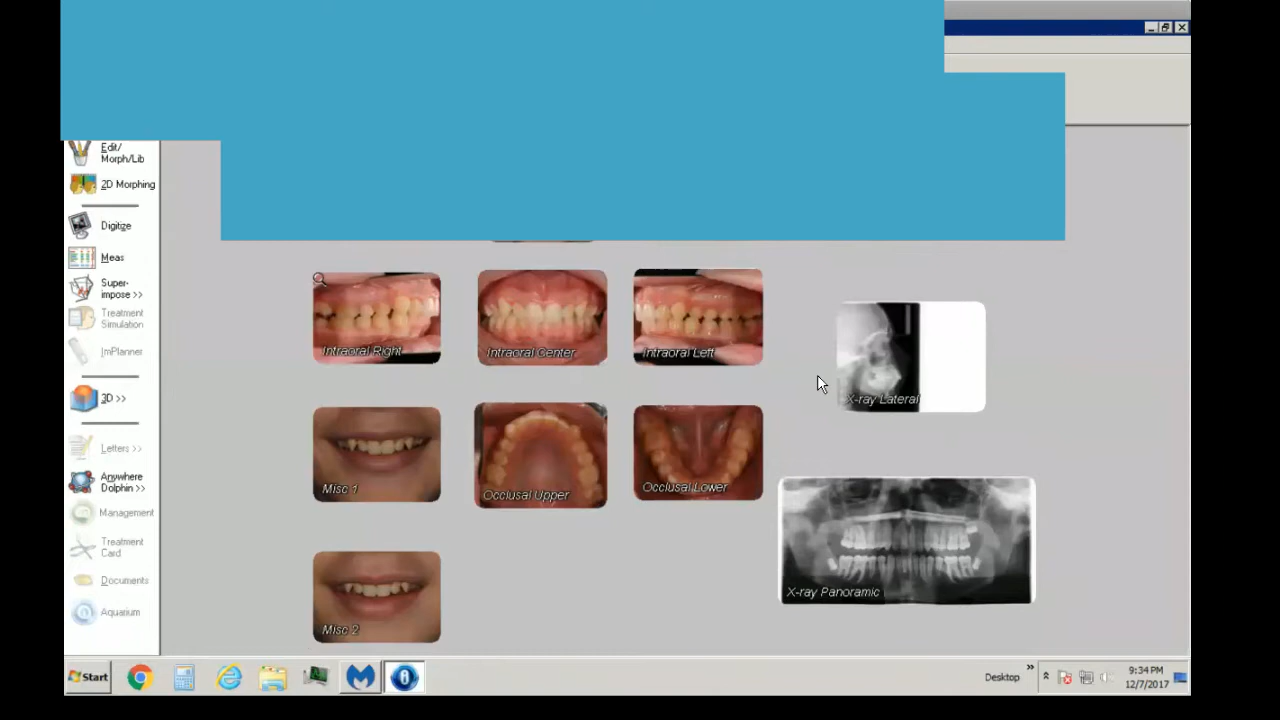 Edit/
Morph/Lib
2D Morphing
Digitize
Meas
Super-
impose >>
Treatment
Simulation
ImPlanner
3D >>
Letters >>
Anywhere
Dolphin >>
Management
Treatment
Card
Documents
Aquarium
Intraoral Right
Intraoral Center
Intraoral Left
X-ray Lateral
Misc 1
Occlusal Upper
Occlusal Lower
X-ray Panoramic
Misc 2
Start
Desktop
»
9:34 PM
12/7/2017